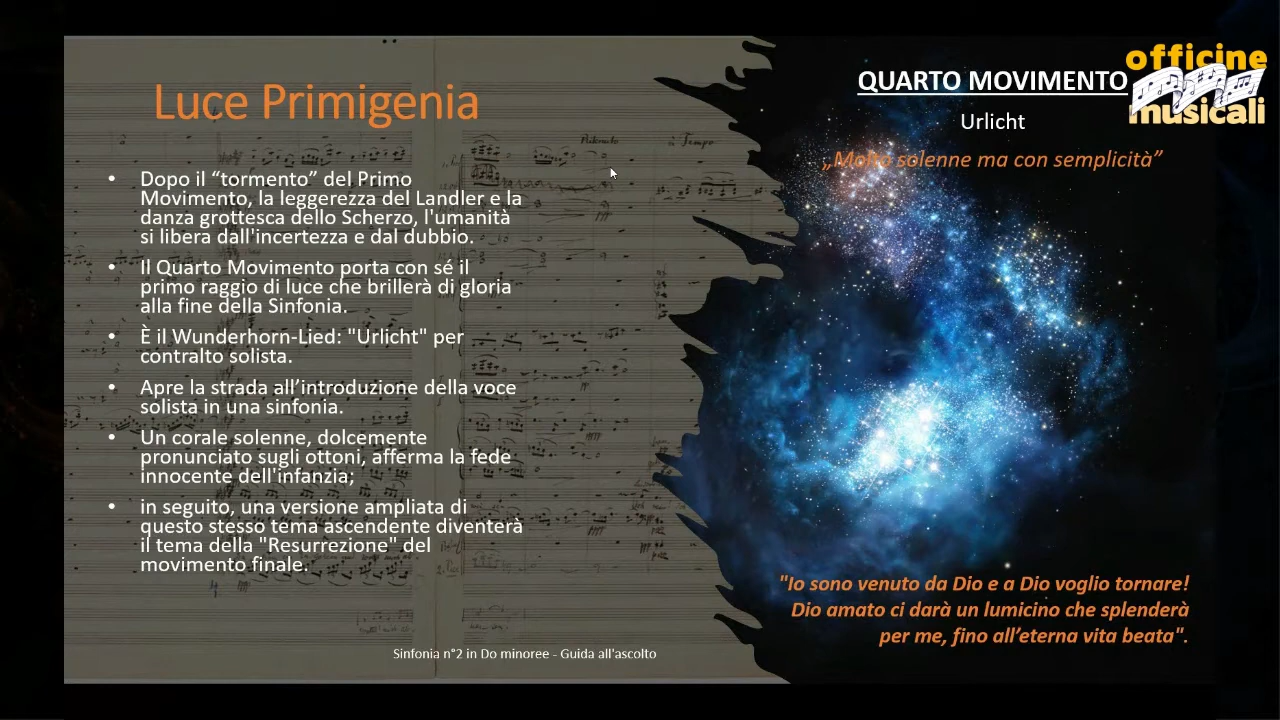 Luce Primigenia
• Dopo il “tormento” del Primo
Movimento, la leggerezza del Landler e la
danza grottesca dello Scherzo, l'umanità
si libera dall'incertezza e dal dubbio.
• Il Quarto Movimento porta con sé il
primo raggio di luce che brillerà di gloria
alla fine della Sinfonia.
• È il Wunderhorn-Lied: "Urlicht" per
contralto solista.
• Apre la strada all’introduzione della voce
solista in una sinfonia.
• Un corale solenne, dolcemente
pronunciato sugli ottoni, afferma la fede
innocente dell'infanzia;
• in seguito, una versione ampliata di
questo stesso tema ascendente diventerà
il tema della "Resurrezione" del
movimento finale.
Sinfonia n°2 in Do minoree - Guida all'ascolto
QUARTO MOVIMENTO
Urlicht
„Molto solenne ma con semplicità”
"Io sono venuto da Dio e a Dio voglio tornare!
Dio amato ci darà un lumicino che splenderà
per me, fino all’eterna vita beata".
officine
musicali
a Tempo